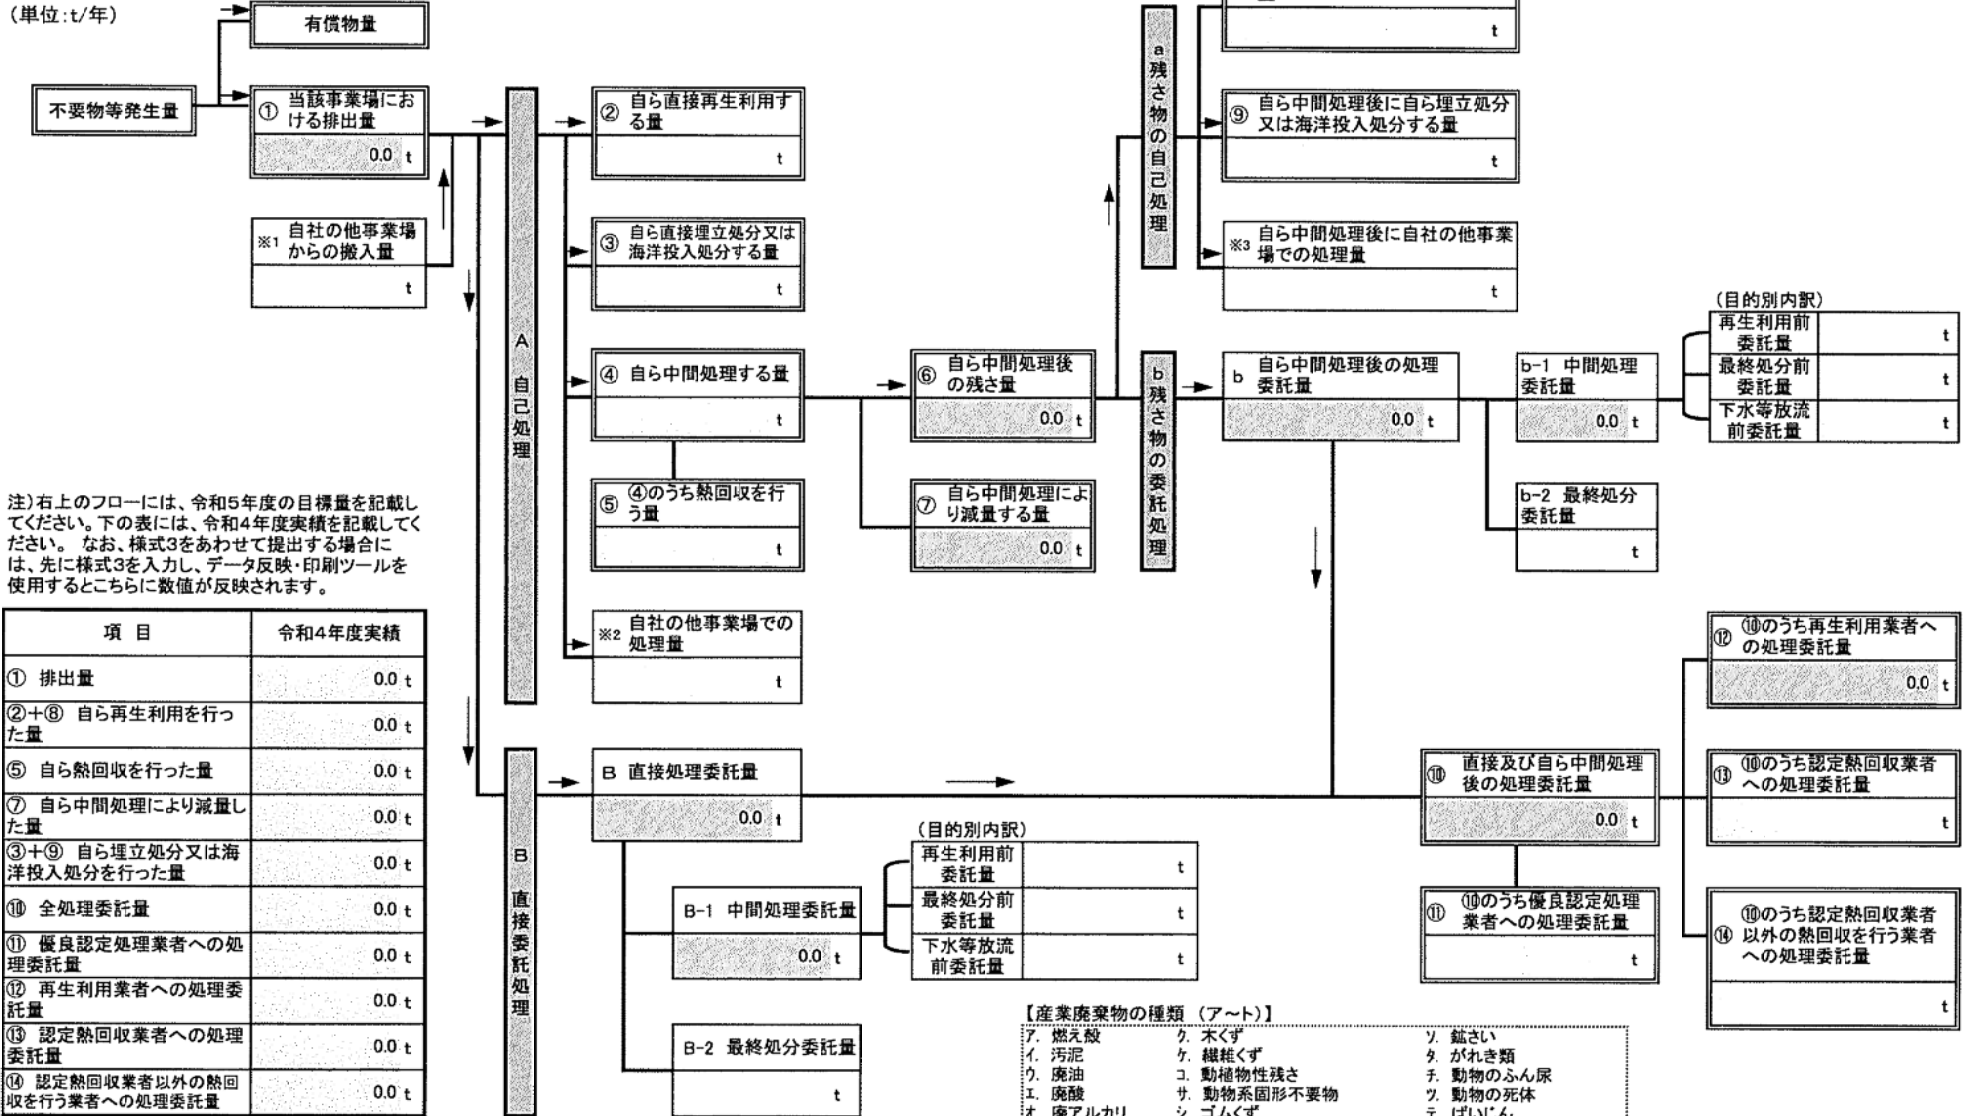 (単位:t/年)
有償物量
不要物等発生量
①
当該事業場にお
ける排出量
0.0 t
※1
自社の他事業場
からの搬入量
t
A 自己処理
②
自ら直接再生利用す
る量
t
③
自ら直接埋立処分又は
海洋投入処分する量
t
④ 自ら中間処理する量
t
⑤
④のうち熱回収を行
う量
t
※2
自社の他事業場での
処理量
t
⑥
自ら中間処理後
の残さ量
0.0 t
⑦
自ら中間処理によ
り減量する量
0.0 t
a残さ物の自己処理
t
⑨
自ら中間処理後に自ら埋立処分
又は海洋投入処分する量
t
※3
自ら中間処理後に自社の他事業
場での処理量
t
b残さ物の委託処理
b
自ら中間処理後の処理
委託量
0.0 t
b-1 中間処理
委託量
0.0 t
(目的別内訳)
再生利用前
委託量
t
最終処分前
委託量
t
下水等放流
前委託量
t
b-2 最終処分
委託量
t
注)右上のフローには、令和5年度の目標量を記載し
てください。下の表には、令和4年度実績を記載してく
ださい。 なお、様式3をあわせて提出する場合に
は、先に様式3を入力し、データ反映・印刷ツールを
使用するとこちらに数値が反映されます。
項 目 令和4年度実績
① 排出量 0.0 t
②+⑧ 自ら再生利用を行っ
た量 0.0 t
⑤ 自ら熱回収を行った量 0.0 t
⑦ 自ら中間処理により減量し
た量 0.0 t
③+⑨ 自ら埋立処分又は海
洋投入処分を行った量 0.0 t
⑩ 全処理委託量 0.0 t
⑪ 優良認定処理業者への処
理委託量 0.0 t
⑫ 再生利用業者への処理委
託量 0.0 t
⑬ 認定熱回収業者への処理
委託量 0.0 t
⑭ 認定熱回収業者以外の熱回
収を行う業者への処理委託量 0.0 t
B 直接委託処理
B 直接処理委託量
0.0 t
B-1 中間処理委託量
0.0 t
(目的別内訳)
再生利用前
委託量
t
最終処分前
委託量
t
下水等放流
前委託量
t
B-2 最終処分委託量
t
⑩
直接及び自ら中間処理
後の処理委託量
0.0 t
⑪
⑩のうち優良認定処理
業者への処理委託量
t
⑫
⑩のうち再生利用業者へ
の処理委託量
0.0 t
⑬
⑩のうち認定熱回収業者
への処理委託量
t
⑭
⑩のうち認定熱回収業者
以外の熱回収を行う業者
への処理委託量
t
【産業廃棄物の種類 (ア~ト)】
ア. 燃え殻 ク. 木くず ソ. 鉱さい
イ. 汚泥 ケ. 繊維くず タ. がれき類
ウ. 廃油 コ. 動植物性残さ チ. 動物のふん尿
エ. 廃酸 サ. 動物系固形不要物 ツ. 動物の死体
オ. 廃アルカリ シ. ゴムくず テ. ばいじん